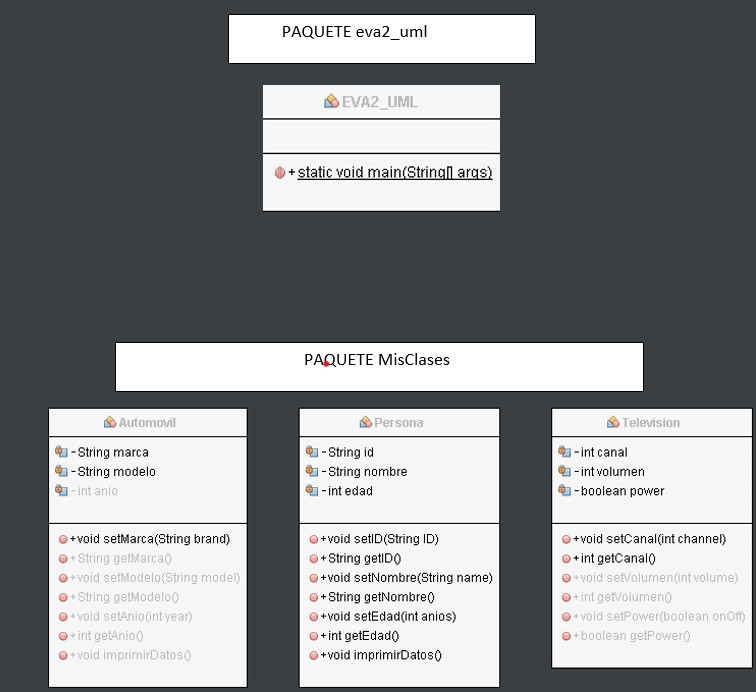 PAQUETE eva2_uml
EVA2_UML
+static void main(String[] args)
PAQUETE MisClases
Automovil
-String marca
-String modelo
-int anio
+void setMarca(String brand)
+String getMarca()
+void setModelo(String model)
+String getModelo()
+void setAnio(int year)
+int getAnio()
+void imprimirDatos()
Persona
-String id
-String nombre
-int edad
+void setID(String ID)
+String getID()
+void setNombre(String name)
+String getNombre()
+void setEdad(int anios)
+int getEdad()
+void imprimirDatos()
Television
-int canal
-int volumen
-boolean power
+void setCanal(int channel)
+int getCanal()
+void setVolumen(int volume)
+int getVolumen()
+void setPower(boolean onOff)
+boolean getPower()